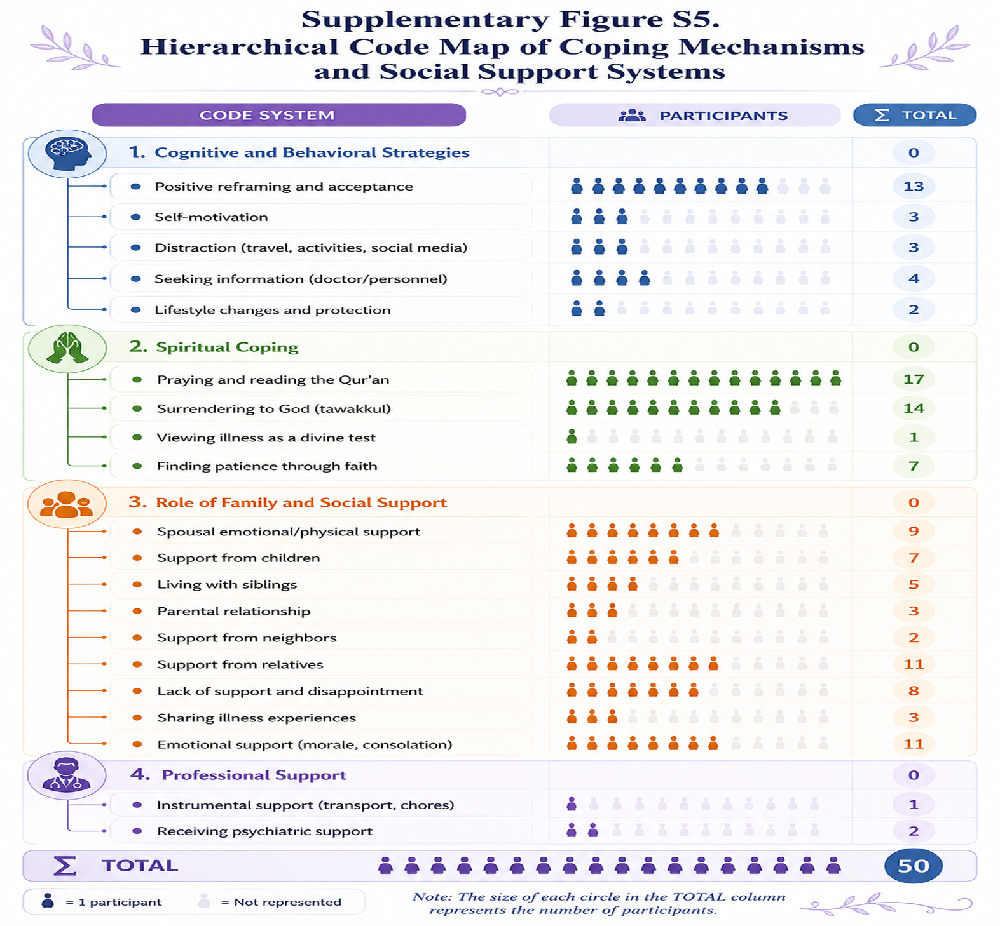 Supplementary Figure S5.
Hierarchical Code Map of Coping Mechanisms
and Social Support Systems
CODE SYSTEM
PARTICIPANTS
Σ TOTAL
1. Cognitive and Behavioral Strategies
0
Positive reframing and acceptance
13
Self-motivation
3
Distraction (travel, activities, social media)
3
Seeking information (doctor/personnel)
4
Lifestyle changes and protection
2
2. Spiritual Coping
0
Praying and reading the Qur’an
17
Surrendering to God (tawakkul)
14
Viewing illness as a divine test
1
Finding patience through faith
7
3. Role of Family and Social Support
0
Spousal emotional/physical support
9
Support from children
7
Living with siblings
5
Parental relationship
3
Support from neighbors
2
Support from relatives
11
Lack of support and disappointment
8
Sharing illness experiences
3
Emotional support (morale, consolation)
11
4. Professional Support
0
Instrumental support (transport, chores)
1
Receiving psychiatric support
2
Σ TOTAL
50
= 1 participant
= Not represented
Note: The size of each circle in the TOTAL column
represents the number of participants.